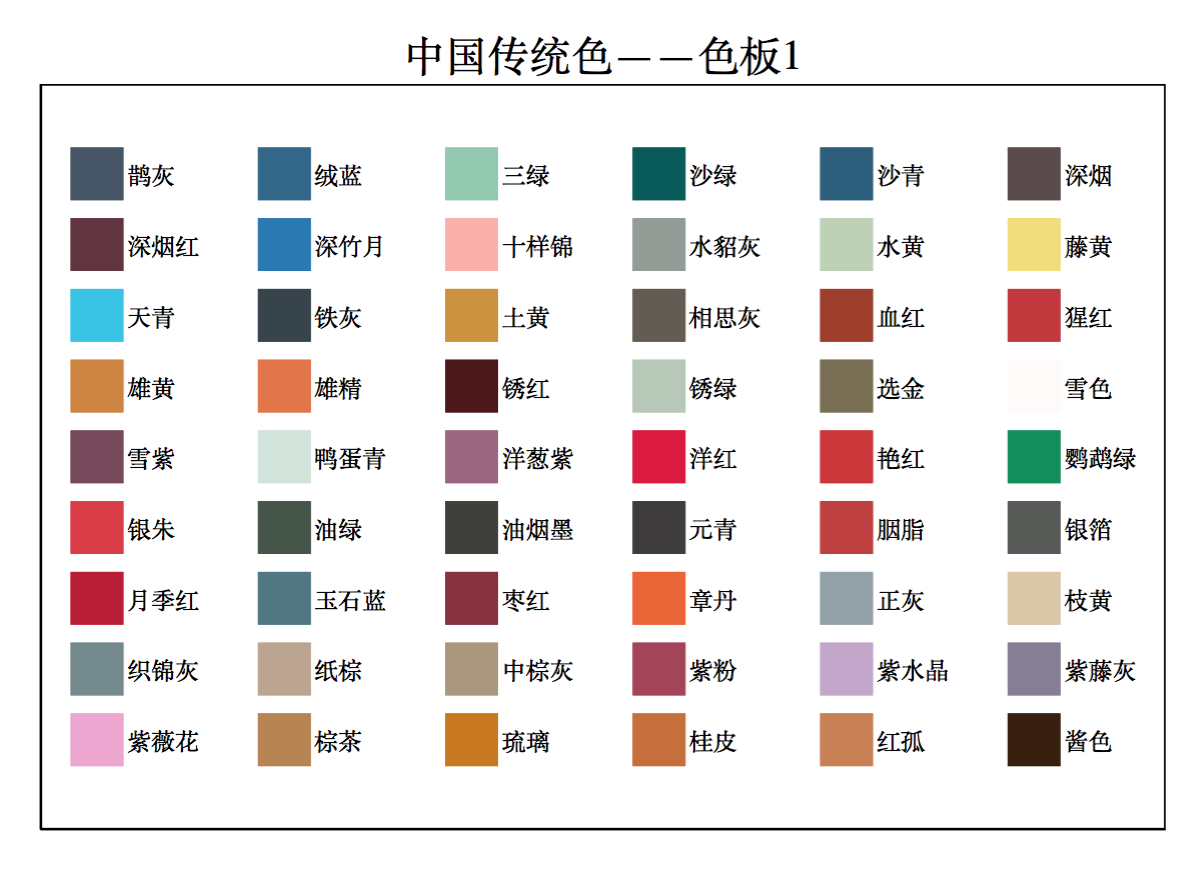 中国传统色——色板1
鹊灰 绒蓝 三绿 沙绿 沙青 深烟
深烟红 深竹月 十样锦 水貂灰 水黄 藤黄
天青 铁灰 土黄 相思灰 血红 猩红
雄黄 雄精 锈红 锈绿 选金 雪色
雪紫 鸭蛋青 洋葱紫 洋红 艳红 鹦鹉绿
银朱 油绿 油烟墨 元青 胭脂 银箔
月季红 玉石蓝 枣红 章丹 正灰 枝黄
织锦灰 纸棕 中棕灰 紫粉 紫水晶 紫藤灰
紫薇花 棕茶 琉璃 桂皮 红孤 酱色